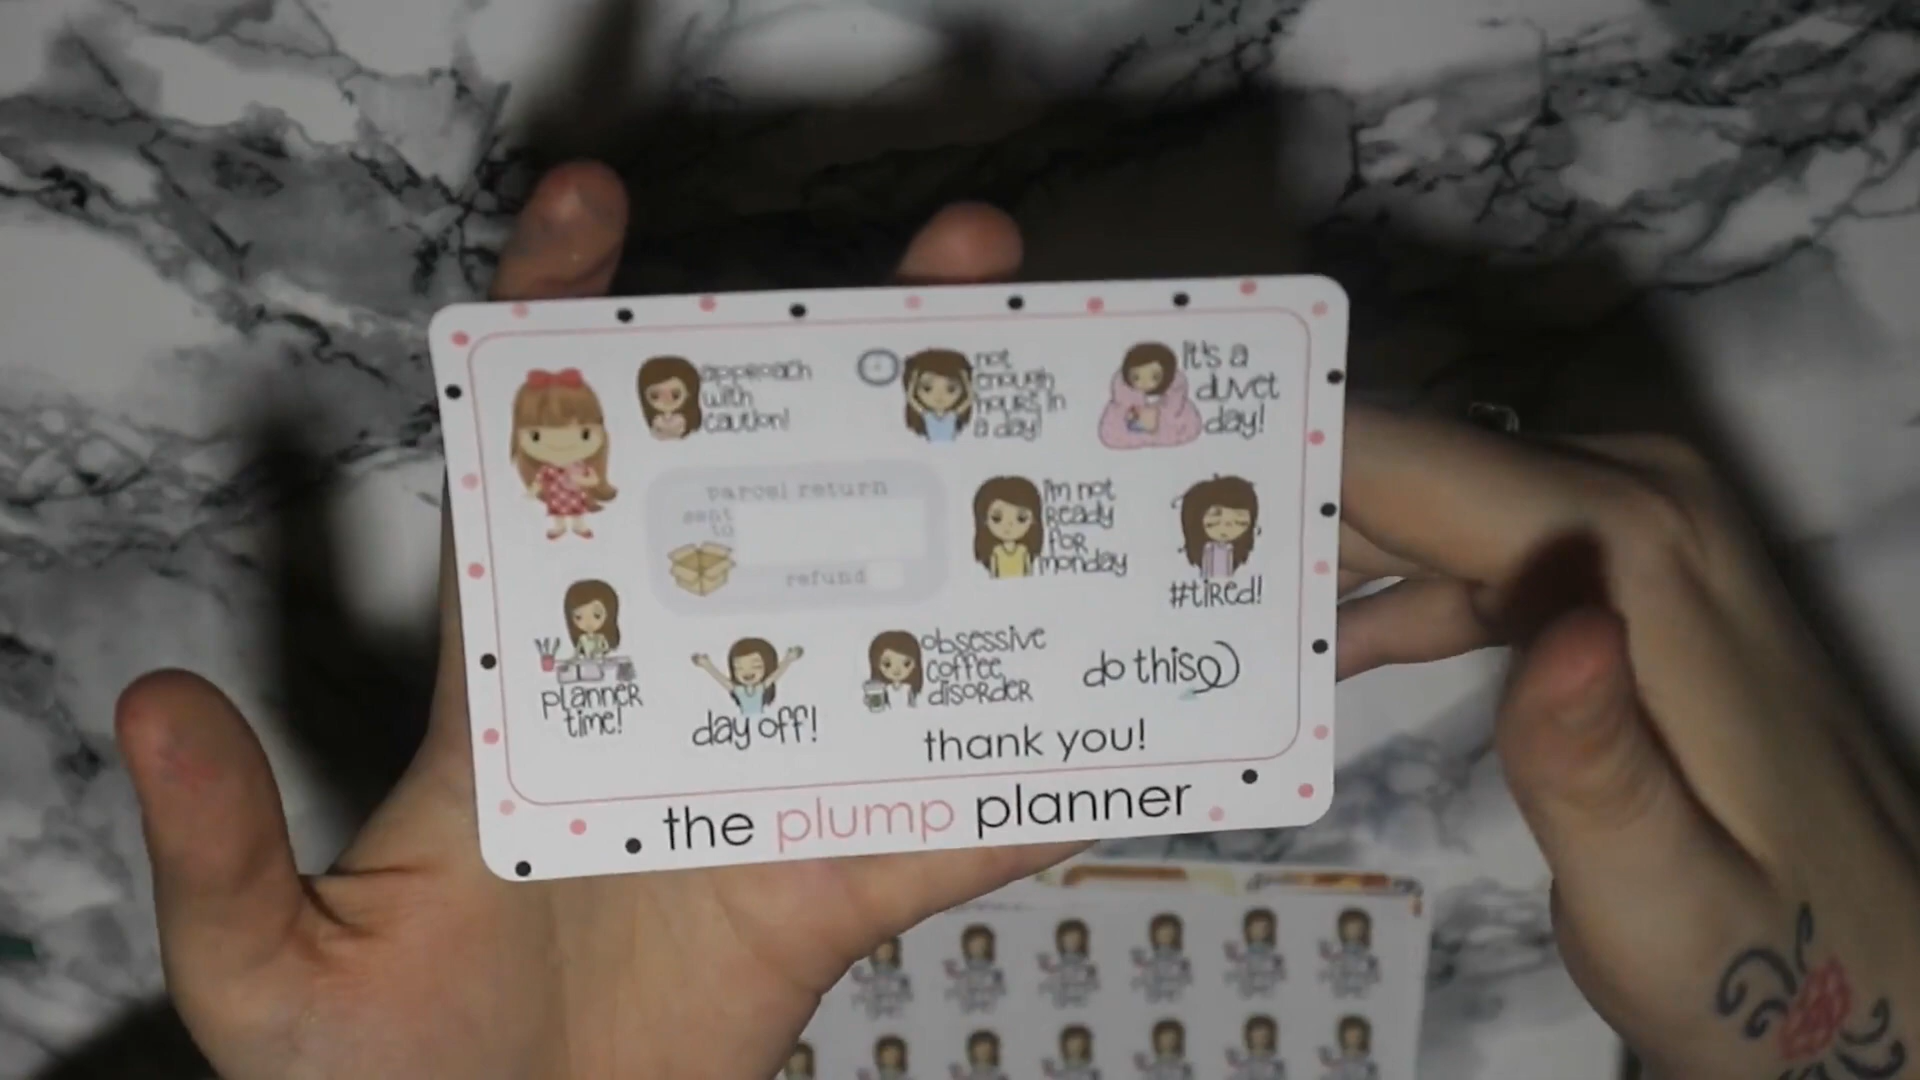 approach
with
caution!
not
enough
hours in
a day!
it's a
duvet
day!
parcel return
sent
to
refund
i'm not
ready
for
monday
#tired!
planner
time!
day off!
obsessive
coffee
disorder
do this
thank you!
the plump planner